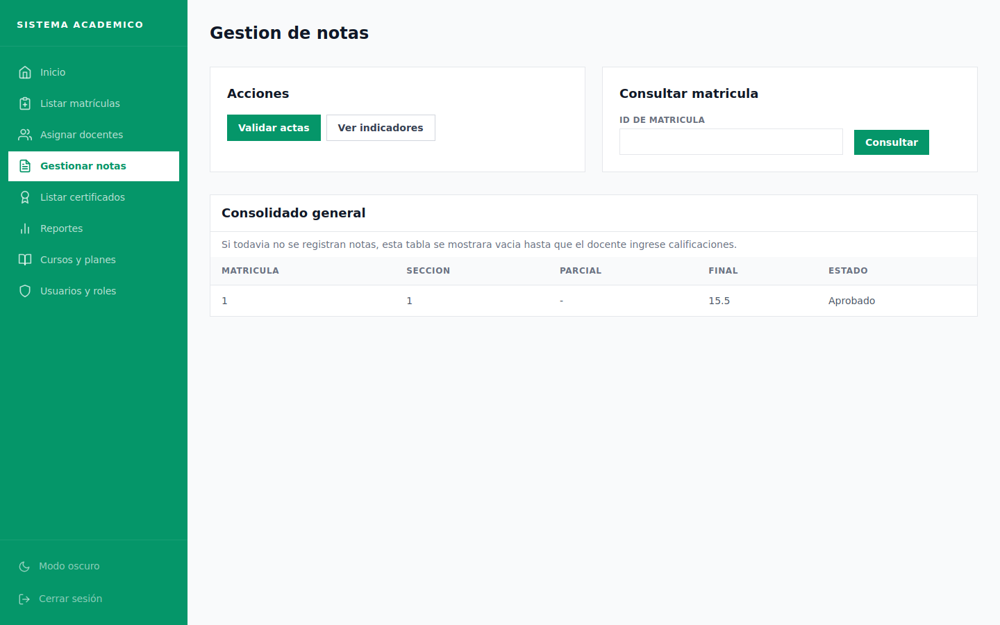 SISTEMA ACADEMICO
Inicio
Listar matrículas
Asignar docentes
Gestionar notas
Listar certificados
Reportes
Cursos y planes
Usuarios y roles
Modo oscuro
Cerrar sesión
Gestion de notas
Acciones
Validar actas Ver indicadores
Consultar matricula
ID DE MATRICULA
Consultar
Consolidado general
Si todavia no se registran notas, esta tabla se mostrara vacia hasta que el docente ingrese calificaciones.
MATRICULA SECCION PARCIAL FINAL ESTADO
1 1 - 15.5 Aprobado